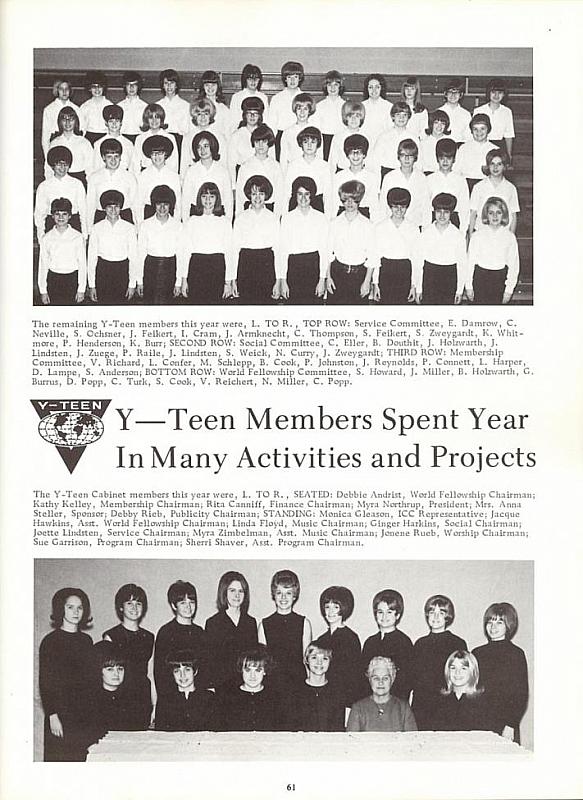 The remaining Y-Teen members this year were, L. TO R., TOP ROW: Service Committee, E. Damrow, C.
Neville, S. Ochsner, J. Felkert, I. Cram, J. Armknecht, C. Thompson, S. Felkert, S. Zweygardt, K. Whit-
more, P. Henderson, K. Burr; SECOND ROW: Social Committee, C. Eller, B. Douthit, J. Holzwarth, J.
Lindsten, J. Zuege, P. Raile, J. Lindsten, S. Weick, N. Curry, J. Zweygardt; THIRD ROW: Membership
Committee, V. Richard, L. Confer, M. Schlepp, B. Cook, P. Johnston, J. Reynolds, P. Connett, L. Harper,
D. Lampe, S. Anderson; BOTTOM ROW: World Fellowship Committee, S. Howard, J. Miller, B. Holzwarth, G.
Burrus, D. Popp, C. Turk, S. Cook, V. Reichert, N. Miller, C. Popp.
Y-TEEN
Y—Teen Members Spent Year
In Many Activities and Projects
The Y-Teen Cabinet members this year were, L. TO R., SEATED: Debbie Andrist, World Fellowship Chairman;
Kathy Kelley, Membership Chairman; Rita Canniff, Finance Chairman; Myra Northrup, President; Mrs. Anna
Steller, Sponsor; Debby Rieb, Publicity Chairman; STANDING: Monica Gleason, ICC Representative; Jacque
Hawkins, Asst. World Fellowship Chairman; Linda Floyd, Music Chairman; Ginger Harkins, Social Chairman;
Joette Lindsten, Service Chairman; Myra Zimbelman, Asst. Music Chairman; Jonene Rueb, Worship Chairman;
Sue Garrison, Program Chairman; Sherri Shaver, Asst. Program Chairman.
61